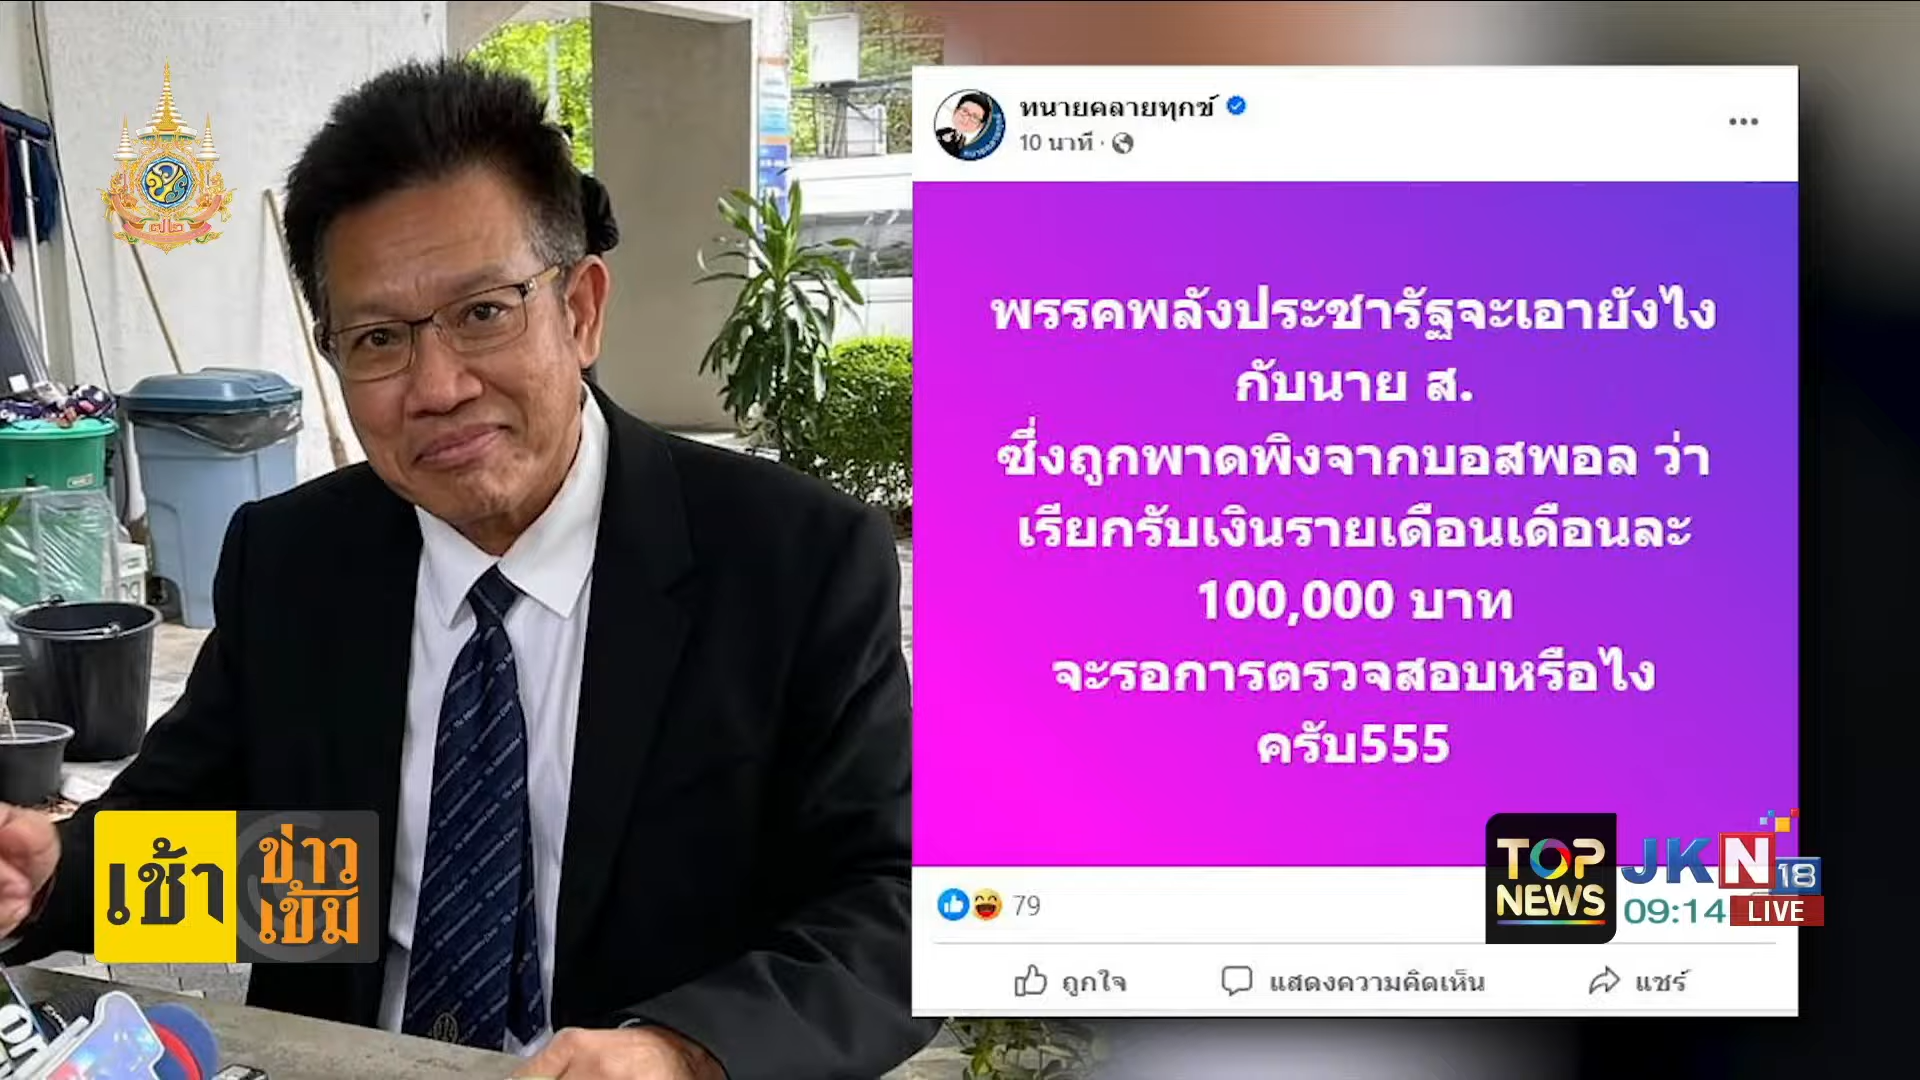 ทนายคลายทุกข์
10 นาที ·
พรรคพลังประชารัฐจะเอายังไง
กับนาย ส.
ซึ่งถูกพาดพิงจากบอสพอล ว่า
เรียกรับเงินรายเดือนเดือนละ
100,000 บาท
จะรอการตรวจสอบหรือไง
ครับ555
79
ถูกใจ
แสดงความคิดเห็น
แชร์
เช้า
ข่าว
เข้ม
TOP
NEWS
JKN
18
09:14
LIVE